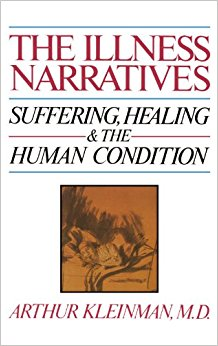 THE ILLNESS
NARRATIVES
SUFFERING, HEALING
& THE
HUMAN CONDITION
ARTHUR KLEINMAN, M.D.